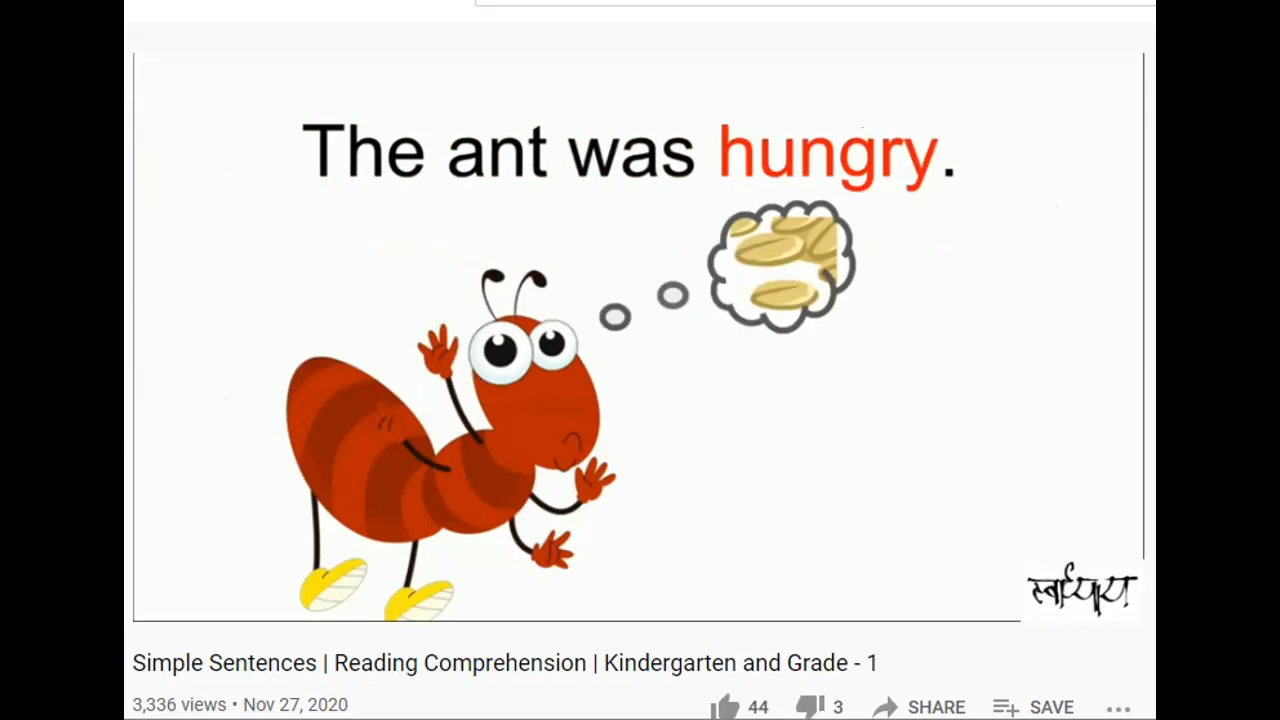 The ant was hungry.
स्वाध्याय
Simple Sentences | Reading Comprehension | Kindergarten and Grade - 1
3,336 views • Nov 27, 2020
44 3 SHARE SAVE